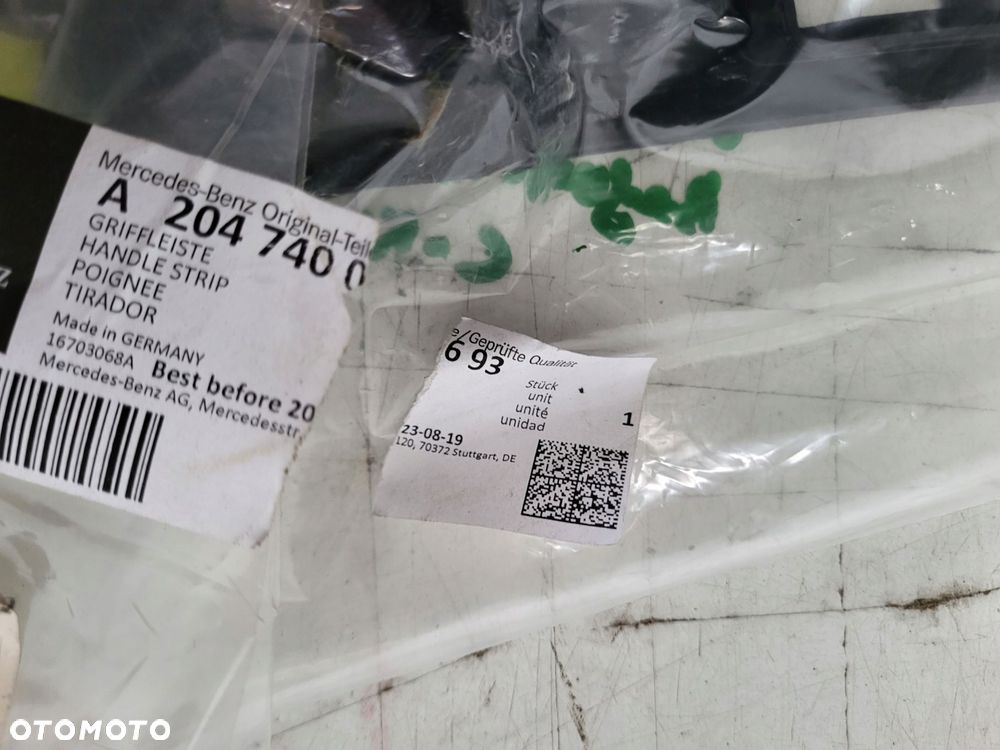 Mercedes-Benz Original-Teil
A 204 740 0
GRIFFLEISTE
HANDLE STRIP
POIGNEE
TIRADOR
Made in GERMANY
16703068A Best before 20
Mercedes-Benz AG, Mercedesstr
e/Geprüfte Qualität
6 93
Stück
unit
unité
unidad
1
23-08-19
120, 70372 Stuttgart, DE
z
OTOMOTO